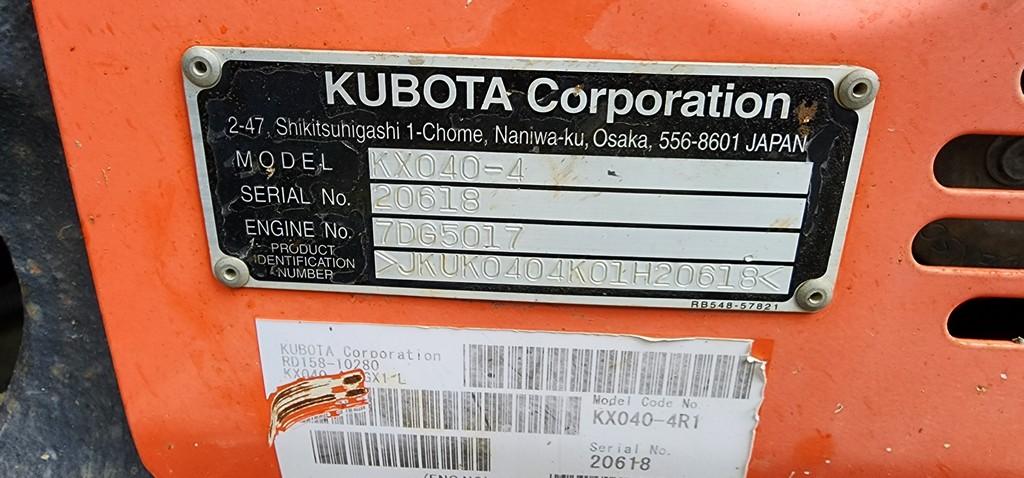 KUBOTA Corporation
2-47, Shikitsuhigashi 1-Chome, Naniwa-ku, Osaka, 556-8601 JAPAN
MODEL KX040-4
SERIAL No. 20618
ENGINE No. 7DG5017
PRODUCT
IDENTIFICATION
NUMBER >JKUK0404K01H20618<
RB548-57821
KUBOTA Corporation
RD158-10280
Model Code No.
KX040-4R1
Serial No.
20618